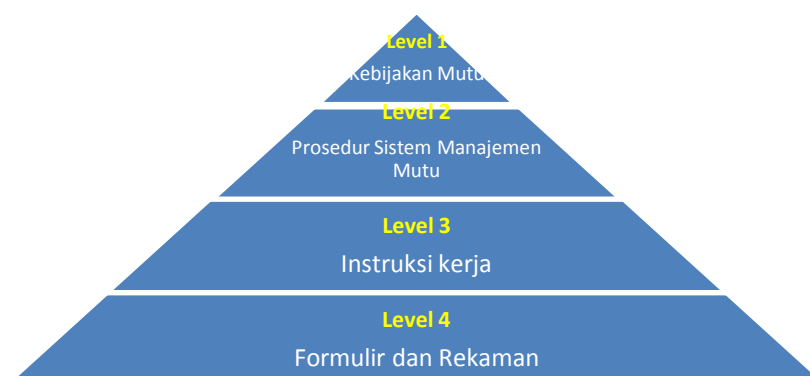 Level 1
Kebijakan Mutu
Level 2
Prosedur Sistem Manajemen
Mutu
Level 3
Instruksi kerja
Level 4
Formulir dan Rekaman